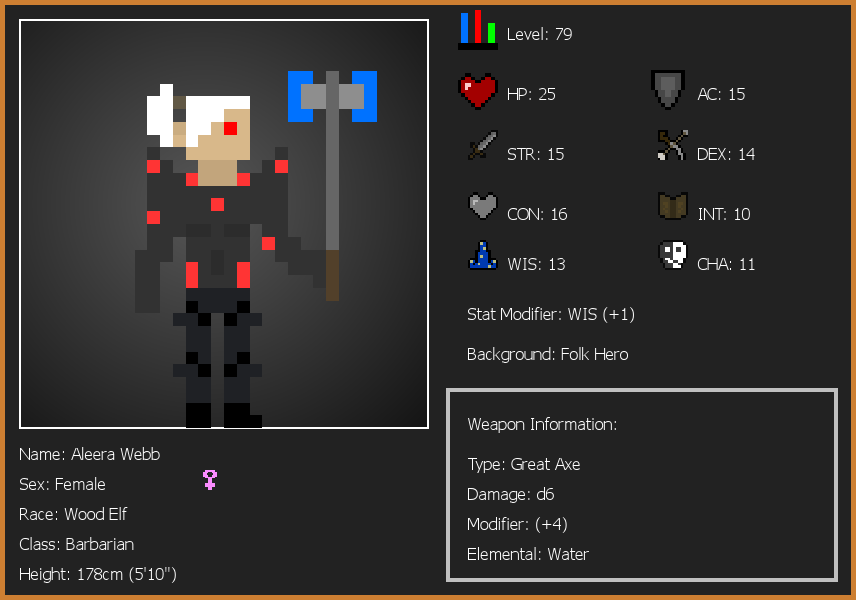 Level: 79
HP: 25
AC: 15
STR: 15
DEX: 14
CON: 16
INT: 10
WIS: 13
CHA: 11
Stat Modifier: WIS (+1)
Background: Folk Hero
Weapon Information:
Type: Great Axe
Damage: d6
Modifier: (+4)
Elemental: Water
Name: Aleera Webb
Sex: Female
Race: Wood Elf
Class: Barbarian
Height: 178cm (5'10")